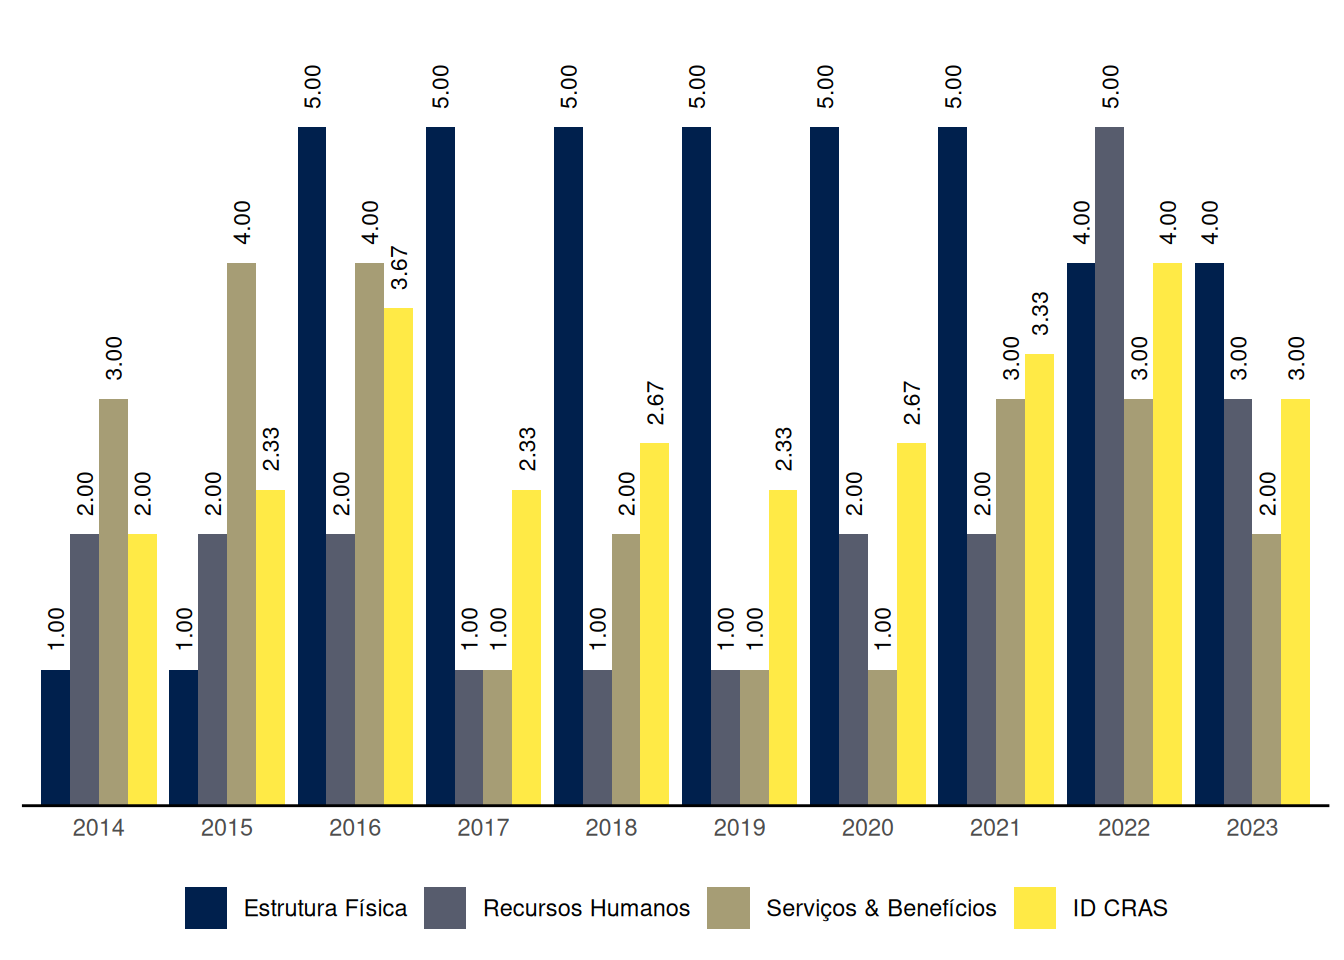 5.00 5.00 5.00 5.00 5.00 5.00 5.00
4.00 4.00 4.00 4.00 4.00
3.67
3.00 3.00 3.33 3.00 3.00 3.00
2.67 2.67
2.33 2.33 2.33
2.00 2.00 2.00 2.00 2.00 2.00 2.00 2.00
1.00 1.00 1.00 1.00 1.00 1.00 1.00 1.00
2014 2015 2016 2017 2018 2019 2020 2021 2022 2023
Estrutura Física Recursos Humanos Serviços & Benefícios ID CRAS